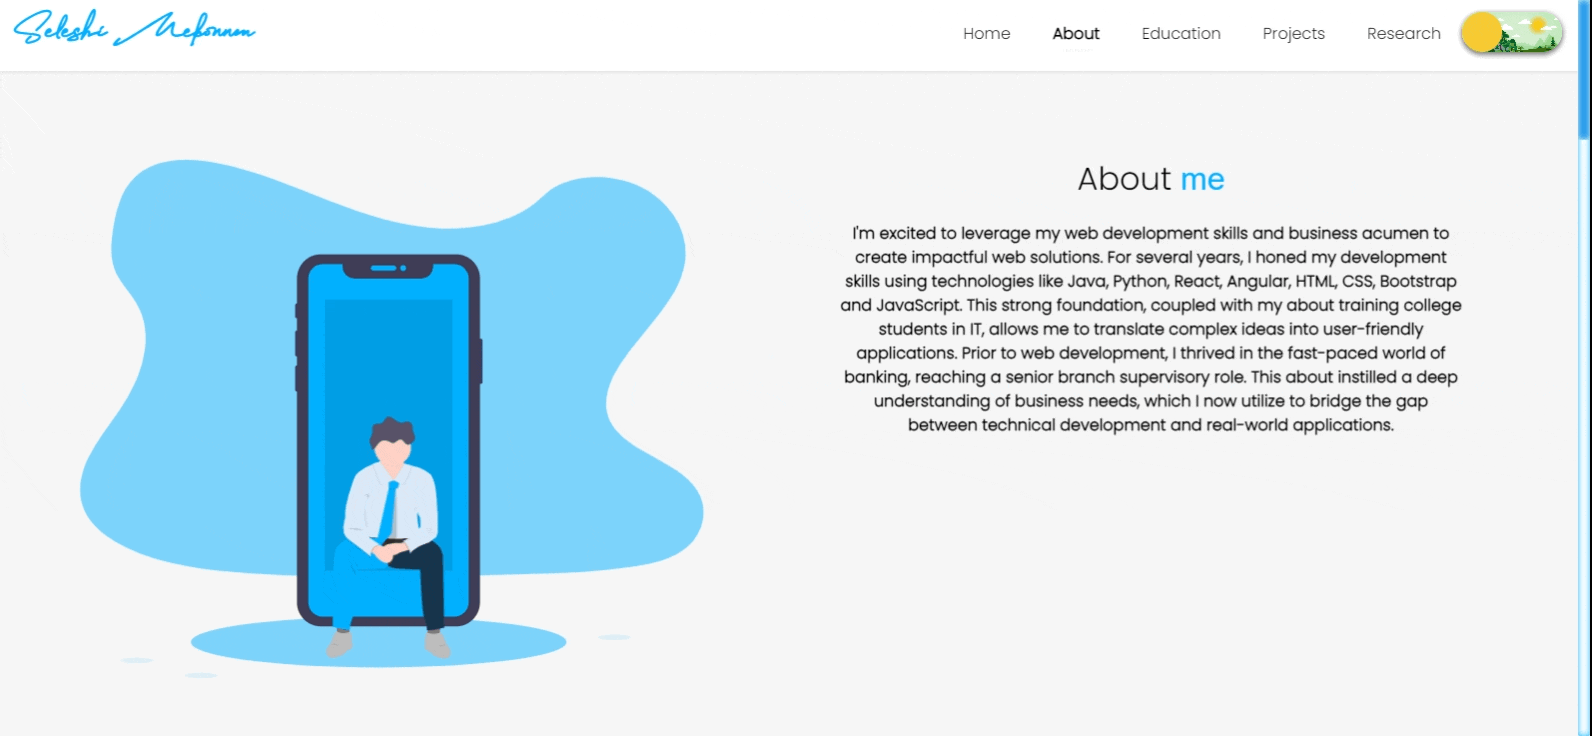 Seleshi Mekonnen
Home About Education Projects Research
About me
I'm excited to leverage my web development skills and business acumen to
create impactful web solutions. For several years, I honed my development
skills using technologies like Java, Python, React, Angular, HTML, CSS, Bootstrap
and JavaScript. This strong foundation, coupled with my about training college
students in IT, allows me to translate complex ideas into user-friendly
applications. Prior to web development, I thrived in the fast-paced world of
banking, reaching a senior branch supervisory role. This about instilled a deep
understanding of business needs, which I now utilize to bridge the gap
between technical development and real-world applications.